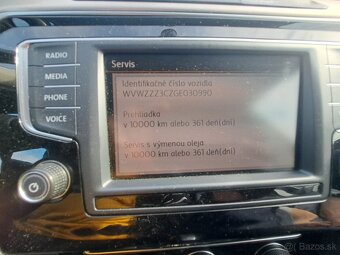 RADIO
MEDIA
PHONE
VOICE
Servis
Identifikačné číslo vozidla
WVWZZZ3CZGE030990
Prehliadka
v 10000 km alebo 361 deň(dní)
Servis s výmenou oleja
v 10000 km alebo 361 deň(dní)
Bazoš.sk